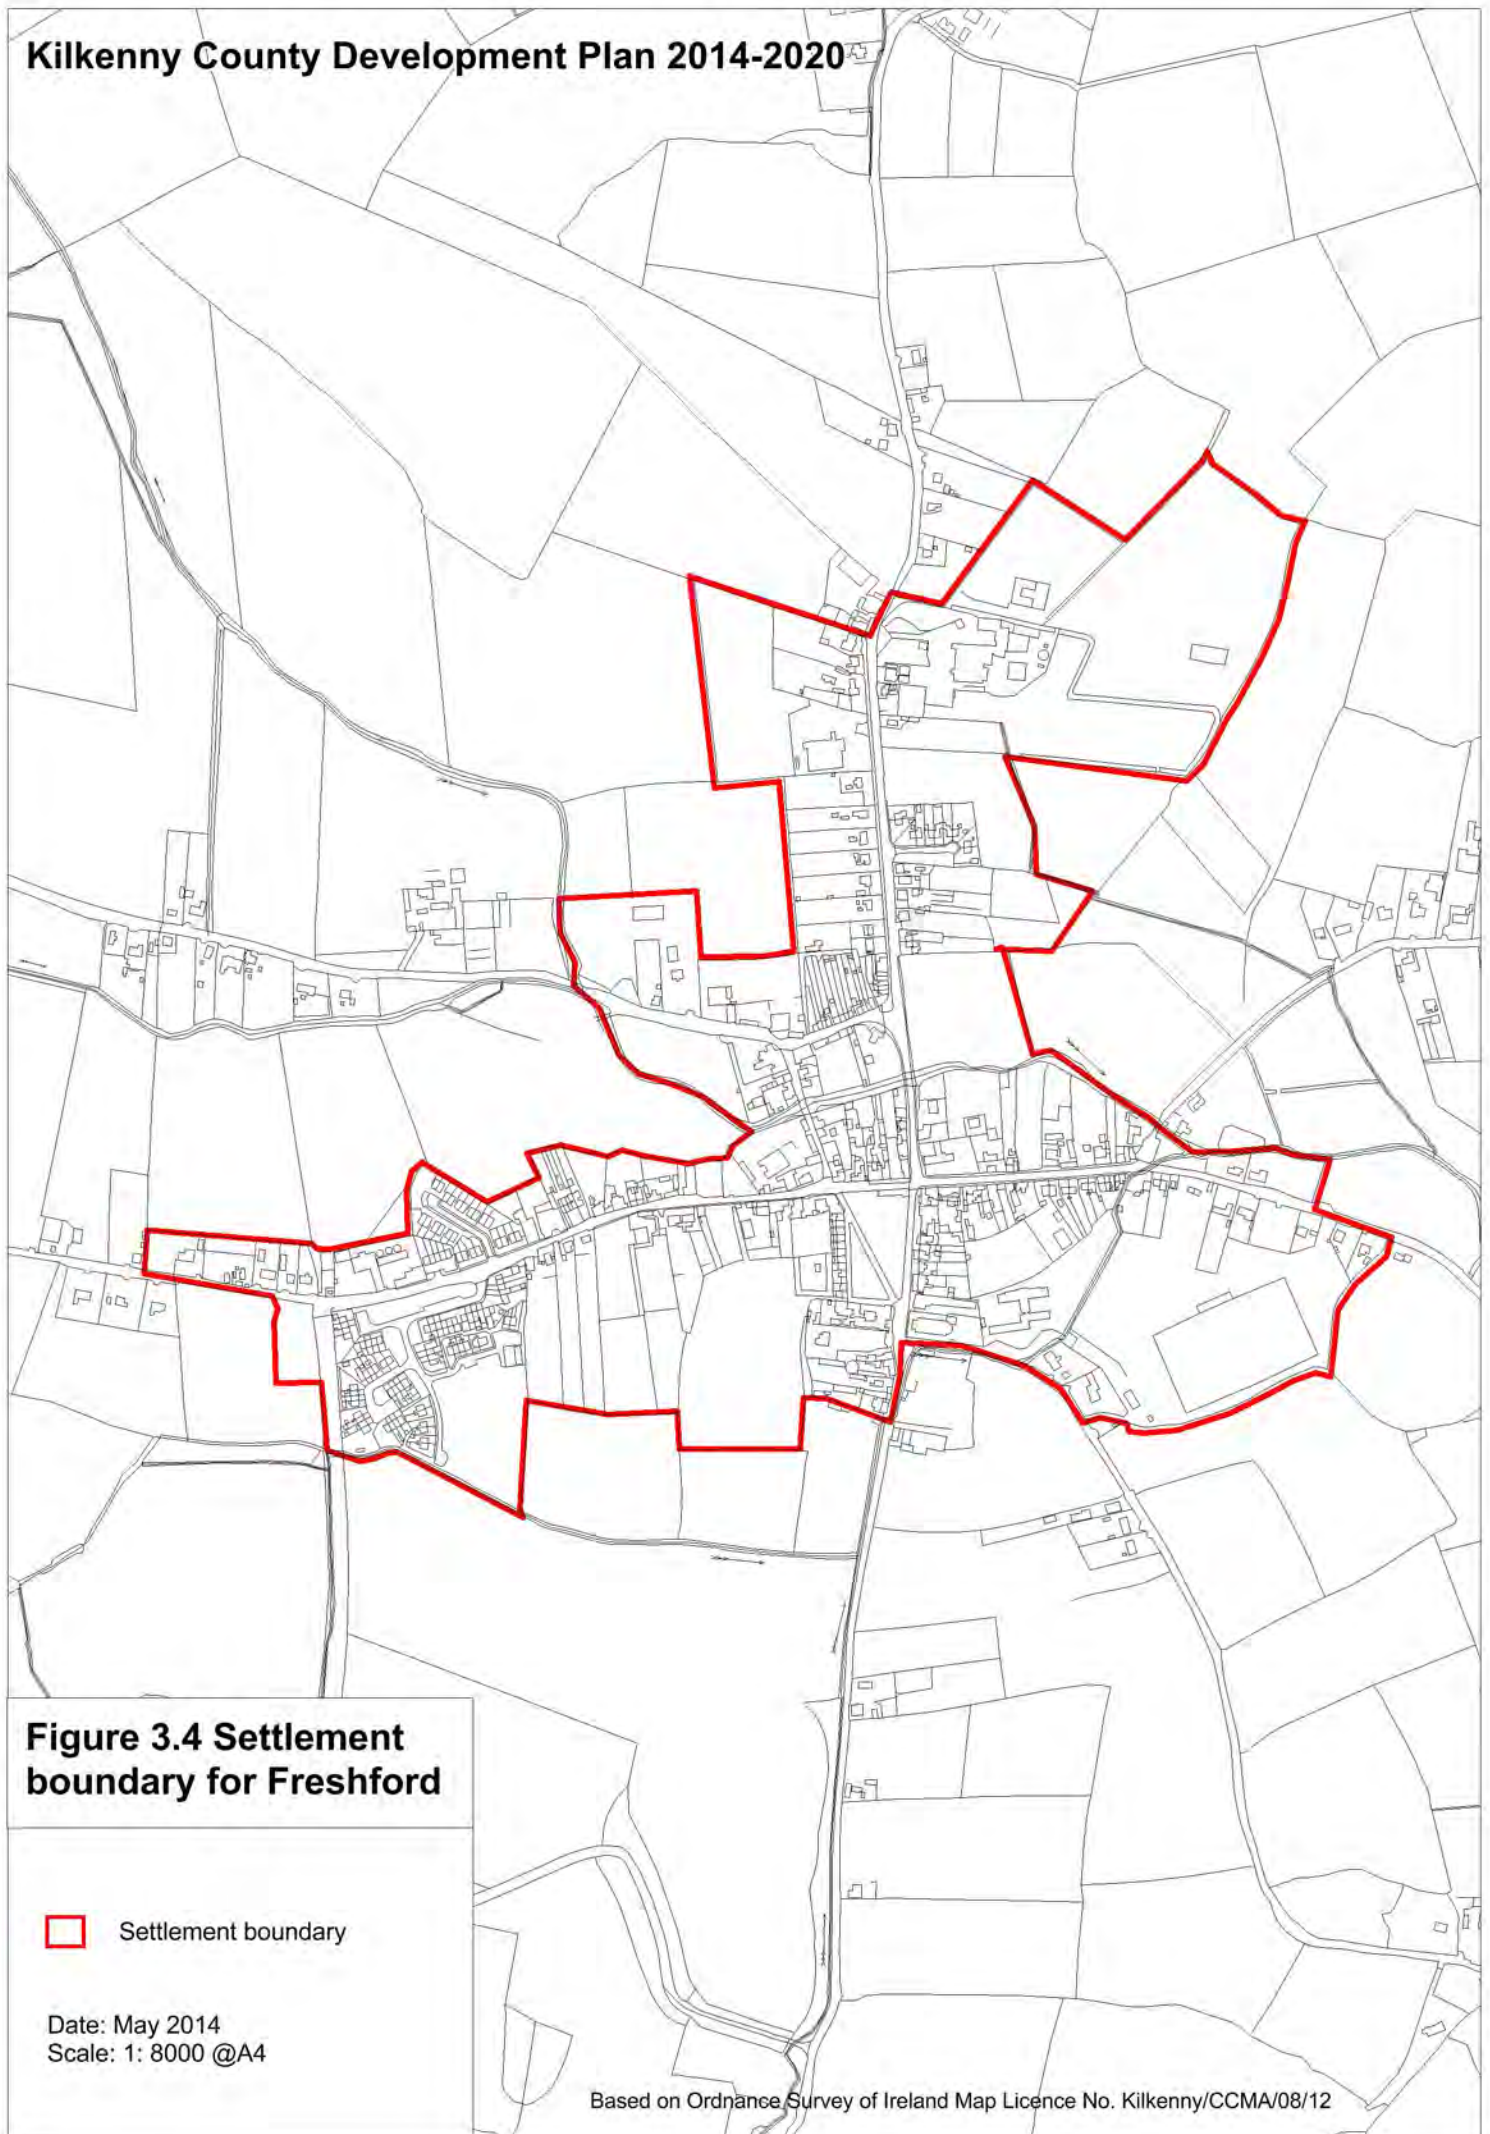 Kilkenny County Development Plan 2014-2020
Figure 3.4 Settlement
boundary for Freshford
Settlement boundary
Date: May 2014
Scale: 1: 8000 @A4
Based on Ordnance Survey of Ireland Map Licence No. Kilkenny/CCMA/08/12